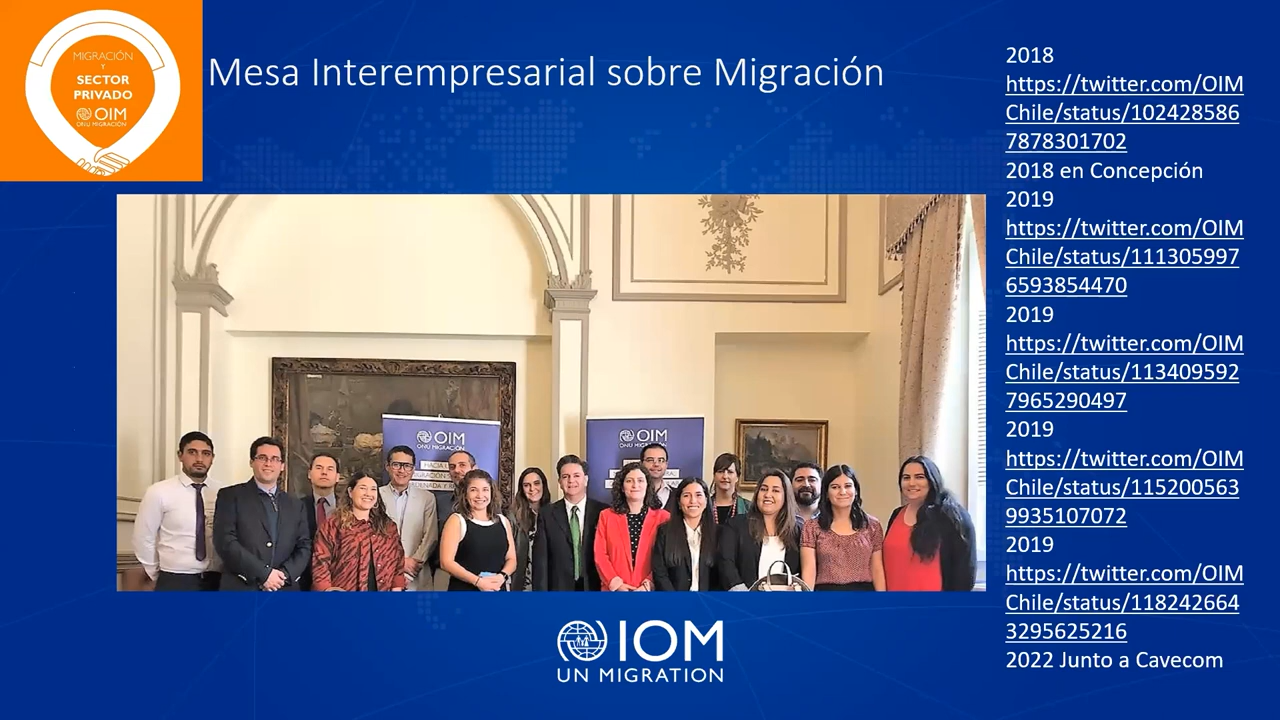 MIGRACIÓN
Y
SECTOR
PRIVADO
OIM
ONU MIGRACIÓN
Mesa Interempresarial sobre Migración
2018
https://twitter.com/OIM
Chile/status/102428586
7878301702
2018 en Concepción
2019
https://twitter.com/OIM
Chile/status/111305997
6593854470
2019
https://twitter.com/OIM
Chile/status/113409592
7965290497
2019
https://twitter.com/OIM
Chile/status/115200563
9935107072
2019
https://twitter.com/OIM
Chile/status/118242664
3295625216
2022 Junto a Cavecom
OIM
ONU MIGRACIÓN
HACIA
OIM
ONU MIGRACIÓN
IOM
UN MIGRATION